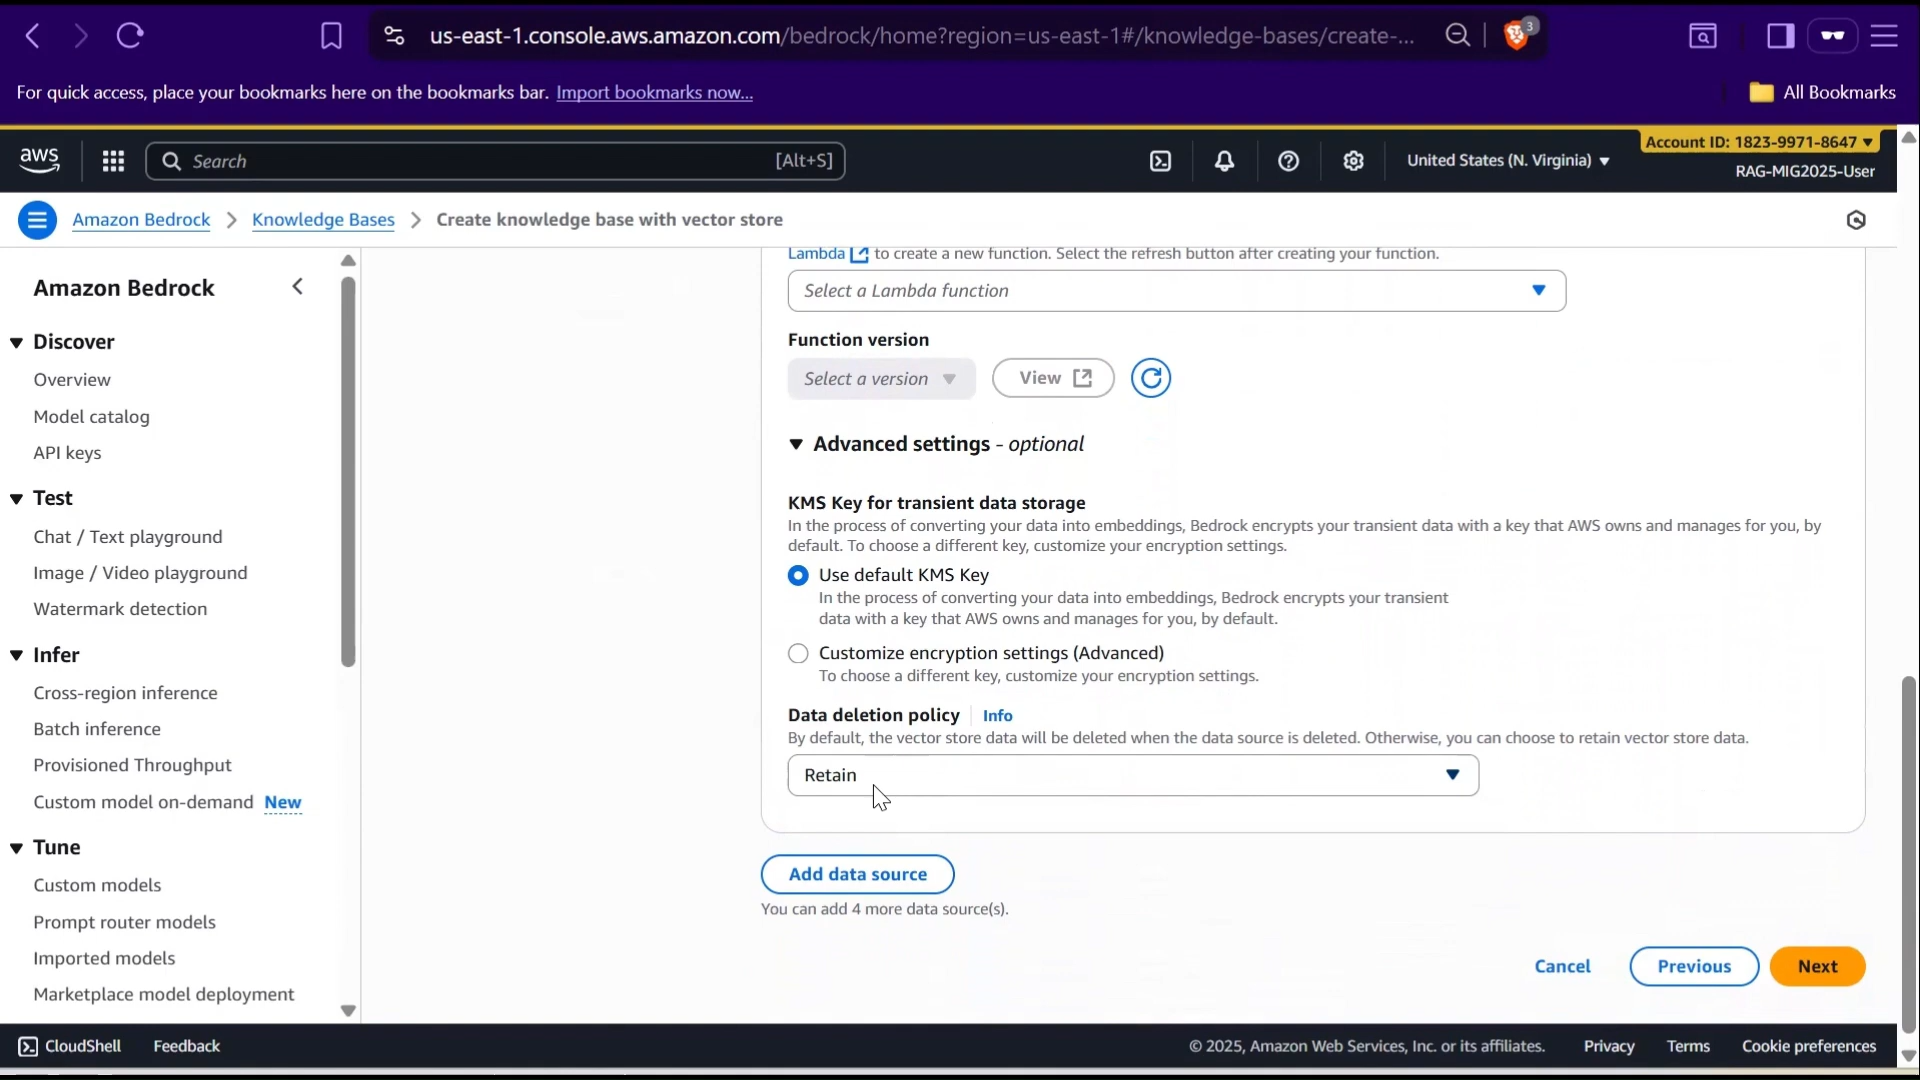 us-east-1.console.aws.amazon.com/bedrock/home?region=us-east-1#/knowledge-bases/create-...
3
For quick access, place your bookmarks here on the bookmarks bar. Import bookmarks now...
All Bookmarks
aws
Search
[Alt+S]
United States (N. Virginia)
Account ID: 1823-9971-8647
RAG-MIG2025-User
Amazon Bedrock
Knowledge Bases
Create knowledge base with vector store
Amazon Bedrock
Discover
Overview
Model catalog
API keys
Test
Chat / Text playground
Image / Video playground
Watermark detection
Infer
Cross-region inference
Batch inference
Provisioned Throughput
Custom model on-demand New
Tune
Custom models
Prompt router models
Imported models
Marketplace model deployment
Lambda to create a new function. Select the refresh button after creating your function.
Select a Lambda function
Function version
Select a version
View
Advanced settings - optional
KMS Key for transient data storage
In the process of converting your data into embeddings, Bedrock encrypts your transient data with a key that AWS owns and manages for you, by
default. To choose a different key, customize your encryption settings.
Use default KMS Key
In the process of converting your data into embeddings, Bedrock encrypts your transient
data with a key that AWS owns and manages for you, by default.
Customize encryption settings (Advanced)
To choose a different key, customize your encryption settings.
Data deletion policy Info
By default, the vector store data will be deleted when the data source is deleted. Otherwise, you can choose to retain vector store data.
Retain
Add data source
You can add 4 more data source(s).
Cancel
Previous
Next
CloudShell
Feedback
© 2025, Amazon Web Services, Inc. or its affiliates.
Privacy
Terms
Cookie preferences